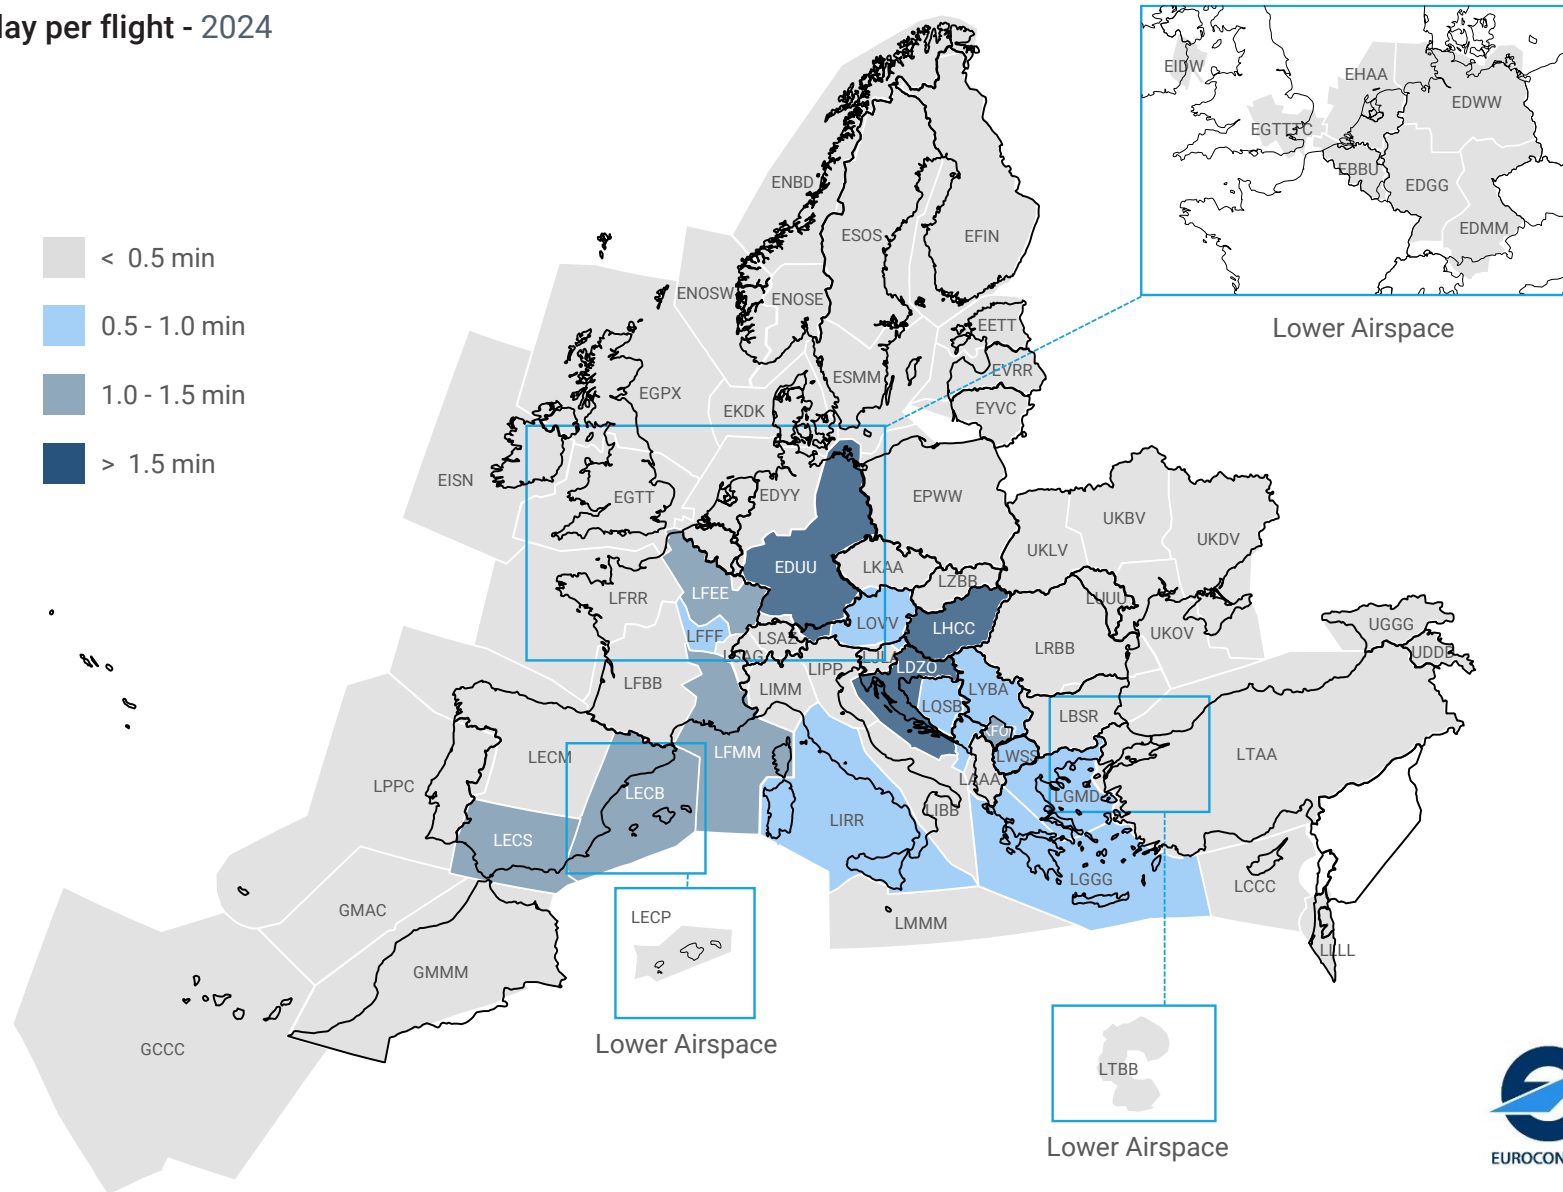 lay per flight - 2024
< 0.5 min
0.5 - 1.0 min
1.0 - 1.5 min
> 1.5 min
EIDW
EHAA
EDWW
EGTTTC
EBBU
EDGG
EDMM
Lower Airspace
ENBD
ESOS
EFIN
ENOSW
ENOSE
EETT
EVRR
ESMM
EYVC
EGPX
EKDK
EISN
EGTT
EDYY
EPWW
UKBV
UKDV
UKLV
EDUU
LKAA
LZBB
LFEE
LFRR
LUUU
LFFF
LOVV
LHCC
UKOV
UGGG
LSAZ
LSAG
LRBB
UDDD
LIPP
LJLA
LDZO
LFBB
LIMM
LYBA
LQSB
LBSR
LFMM
LWSS
LTAA
LECM
LPPC
LAAA
LECB
LGMD
LIBB
LIRR
LECS
LGGG
LCCC
GMAC
LECP
LMMM
LLLL
GMMM
Lower Airspace
GCCC
LTBB
Lower Airspace
EUROCON